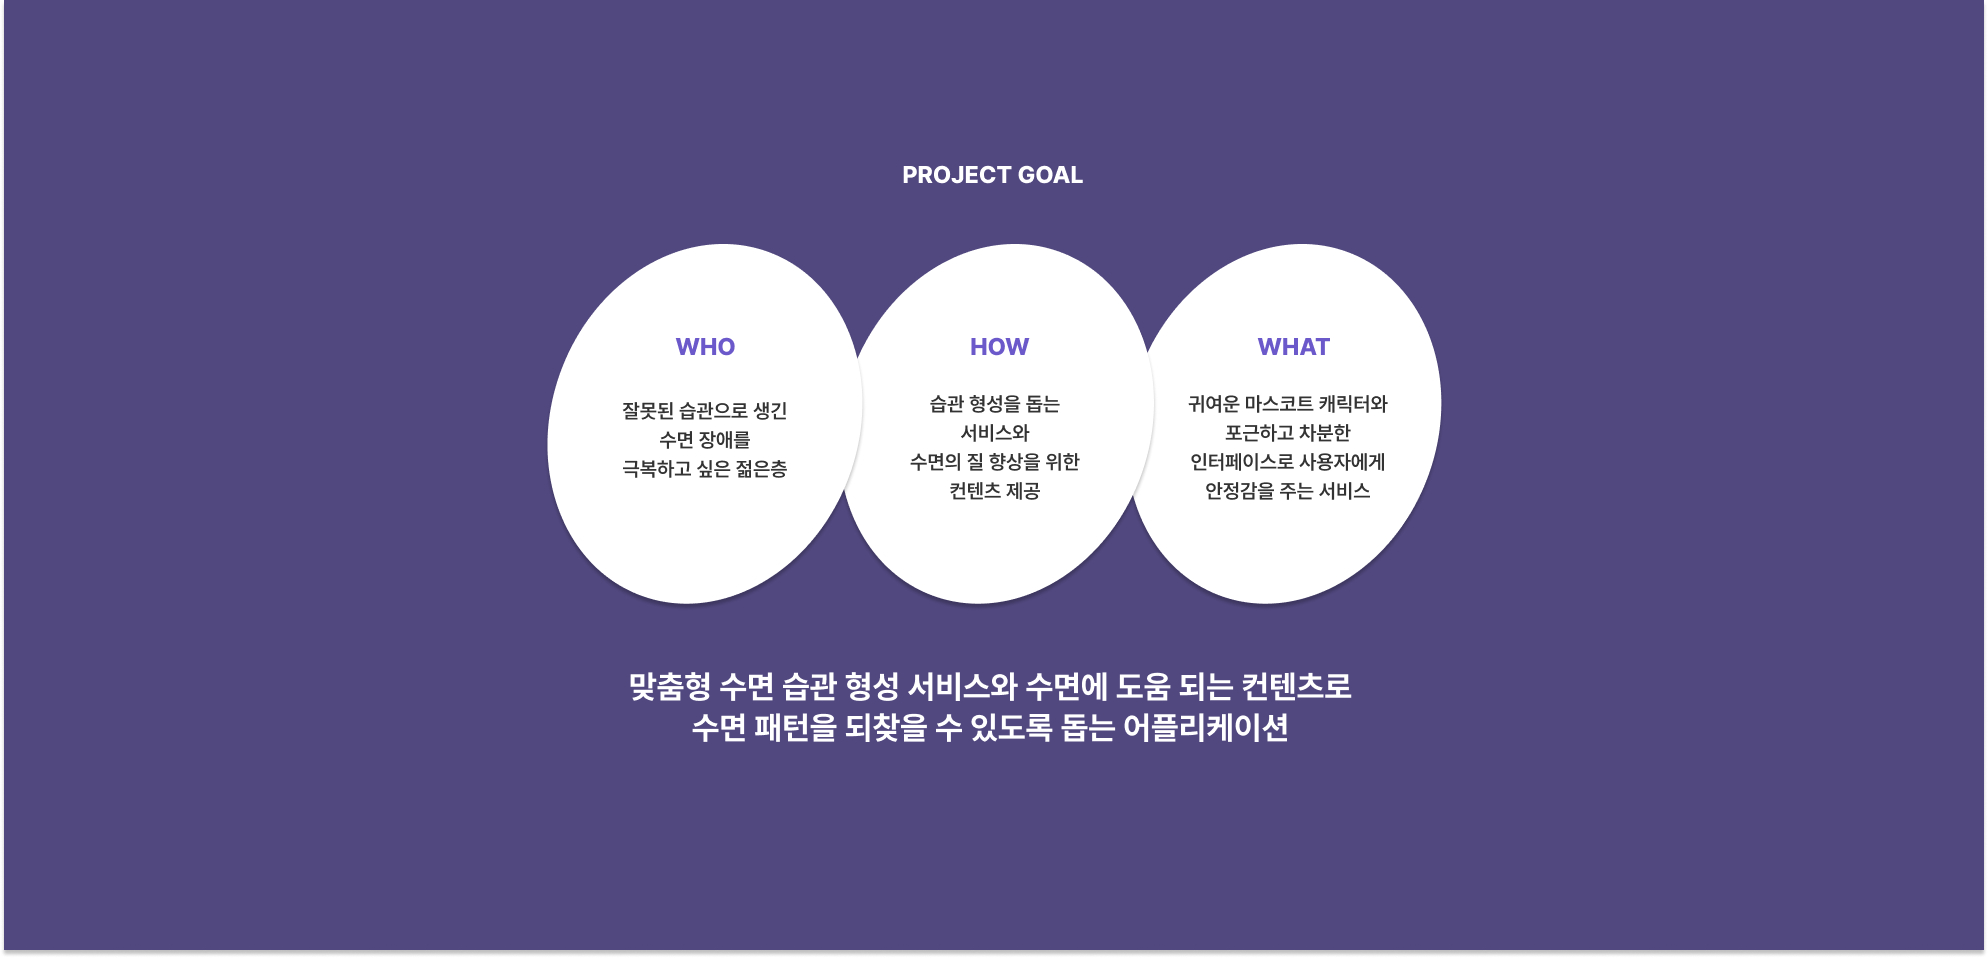 PROJECT GOAL
WHO
잘못된 습관으로 생긴
수면 장애를
극복하고 싶은 젊은층
HOW
습관 형성을 돕는
서비스와
수면의 질 향상을 위한
컨텐츠 제공
WHAT
귀여운 마스코트 캐릭터와
포근하고 차분한
인터페이스로 사용자에게
안정감을 주는 서비스
맞춤형 수면 습관 형성 서비스와 수면에 도움 되는 컨텐츠로
수면 패턴을 되찾을 수 있도록 돕는 어플리케이션